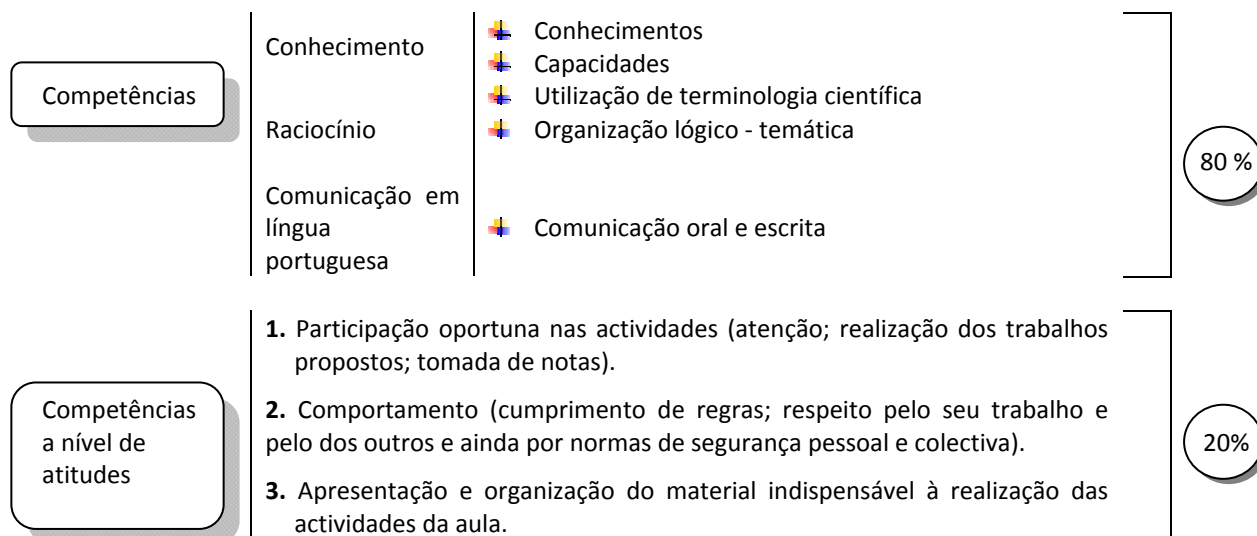 Competências
Conhecimento
Raciocínio
Comunicação em
língua
portuguesa
Conhecimentos
Capacidades
Utilização de terminologia científica
Organização lógico - temática
Comunicação oral e escrita
80 %
Competências
a nível de
atitudes
1. Participação oportuna nas actividades (atenção; realização dos trabalhos
propostos; tomada de notas).
2. Comportamento (cumprimento de regras; respeito pelo seu trabalho e
pelo dos outros e ainda por normas de segurança pessoal e colectiva).
3. Apresentação e organização do material indispensável à realização das
actividades da aula.
20%